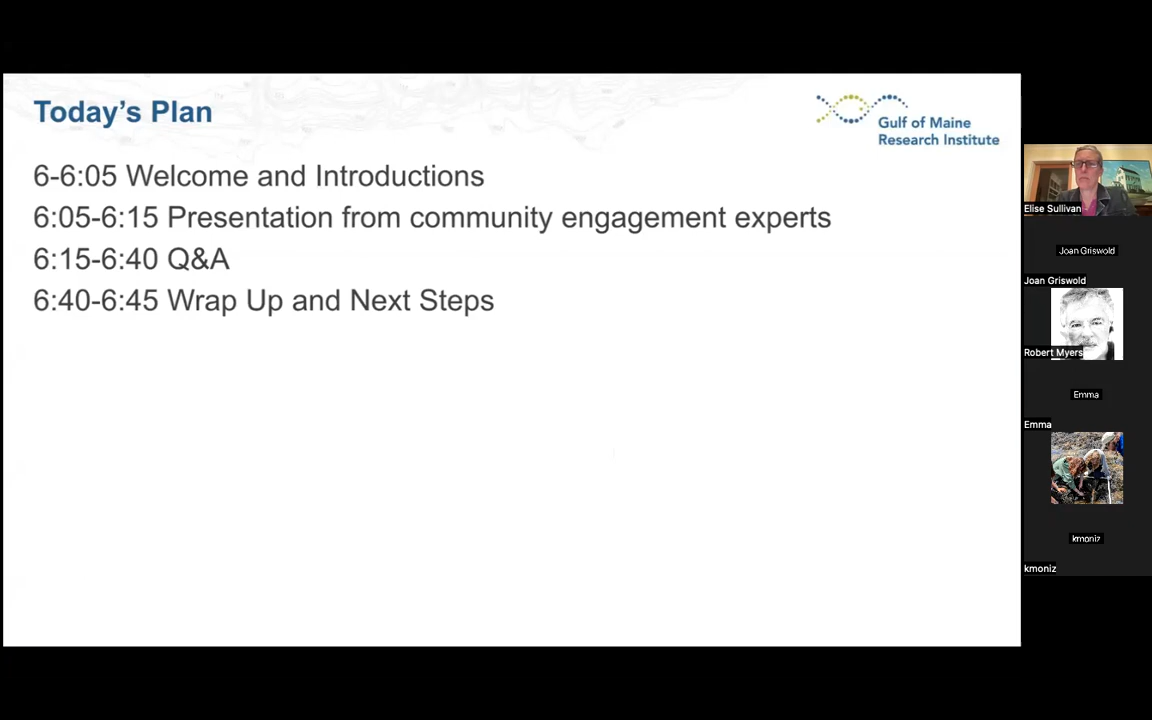 Today's Plan
Gulf of Maine
Research Institute
6-6:05 Welcome and Introductions
6:05-6:15 Presentation from community engagement experts
6:15-6:40 Q&A
6:40-6:45 Wrap Up and Next Steps
Elise Sullivan
Joan Griswold
Joan Griswold
Robert Myers
Emma
Emma
kmoniz
kmoniz